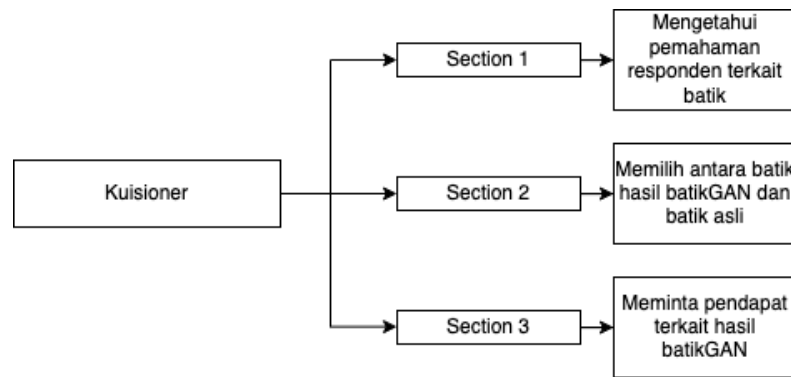 Kuisioner
Section 1
Mengetahui
pemahaman
responden terkait
batik
Section 2
Memilih antara batik
hasil batikGAN dan
batik asli
Section 3
Meminta pendapat
terkait hasil
batikGAN